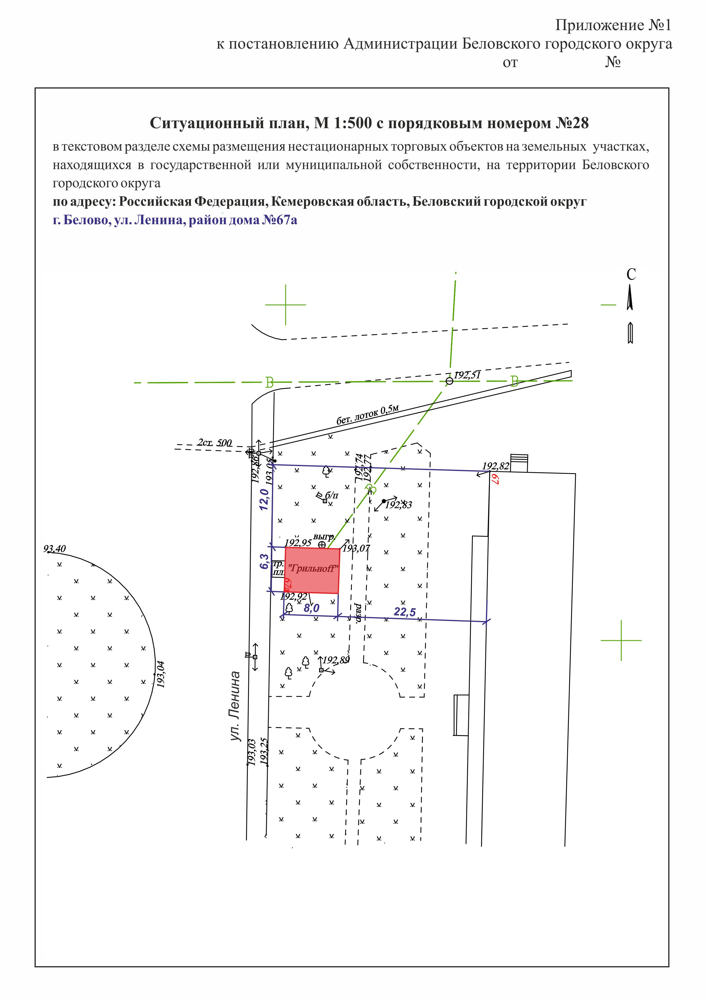 Приложение №1
к постановлению Администрации Беловского городского округа
от №
Ситуационный план, М 1:500 с порядковым номером №28
в текстовом разделе схемы размещения нестационарных торговых объектов на земельных участках,
находящихся в государственной или муниципальной собственности, на территории Беловского
городского округа
по адресу: Российская Федерация, Кемеровская область, Беловский городской округ
г. Белово, ул. Ленина, район дома №67а
С
192,51
В
В
бет. лоток 0,5м
2ст. 500
192,86
193,05
192,74
192,77
192,82
67
12,0
б/п
В
192,83
выгр.
192,95
193,07
93,40
6,3
тр.
пл.
"Грильноff"
67а
192,92
8,0
разр.
22,5
192,89
193,04
ул. Ленина
193,03
193,25